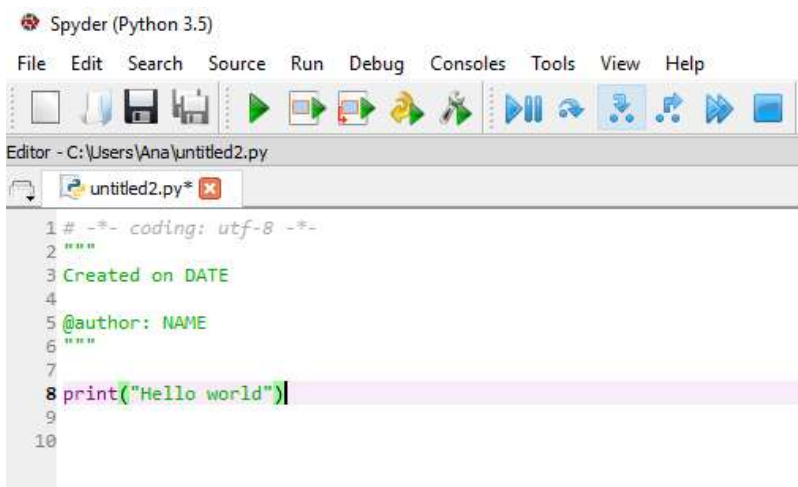 Spyder (Python 3.5)
File Edit Search Source Run Debug Consoles Tools View Help
Editor - C:\Users\Ana\untitled2.py
untitled2.py*
1 # -*- coding: utf-8 -*-
2 """
3 Created on DATE
4
5 @author: NAME
6 """
7
8 print("Hello world")
9
10